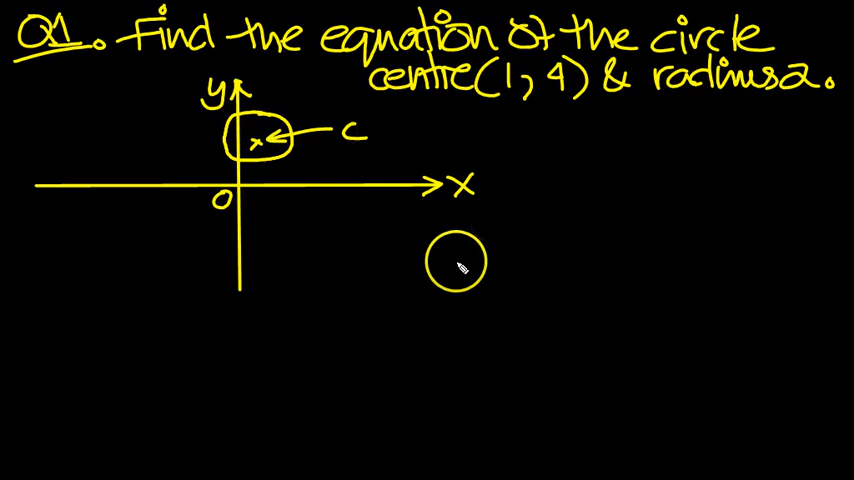 Q1. Find the equation of the circle
centre(1, 4) & radius 2.
y
C
X
O